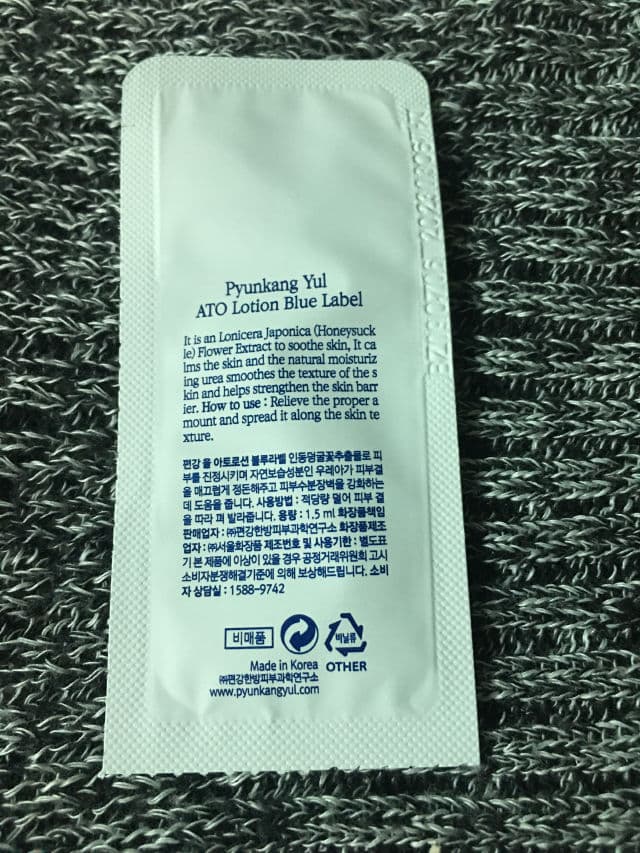 Pyunkang Yul
ATO Lotion Blue Label
It is an Lonicera Japonica (Honeysuck
le) Flower Extract to soothe skin, It ca
lms the skin and the natural moisturiz
ing urea smoothes the texture of the s
kin and helps strengthen the skin barr
ier. How to use : Relieve the proper a
mount and spread it along the skin te
xture.
편강 율 아토로션 블루라벨 인동덩굴꽃추출물로 피
부를 진정시키며 자연보습성분인 우레아가 피부결
을 매끄럽게 정돈해주고 피부수분장벽을 강화하는
데 도움을 줍니다. 사용방법 : 적당량 덜어 피부 결
을 따라 펴 발라줍니다. 용량 : 1.5 ml 화장품책임
판매업자 : ㈜편강한방피부과학연구소 화장품제조
업자 : ㈜서울화장품 제조번호 및 사용기한 : 별도표
기 본 제품에 이상이 있을 경우 공정거래위원회 고시
소비자분쟁해결기준에 의해 보상해드립니다. 소비
자 상담실 : 1588-9742
비매품
비닐류
OTHER
Made in Korea
㈜편강한방피부과학연구소
www.pyunkangyul.com